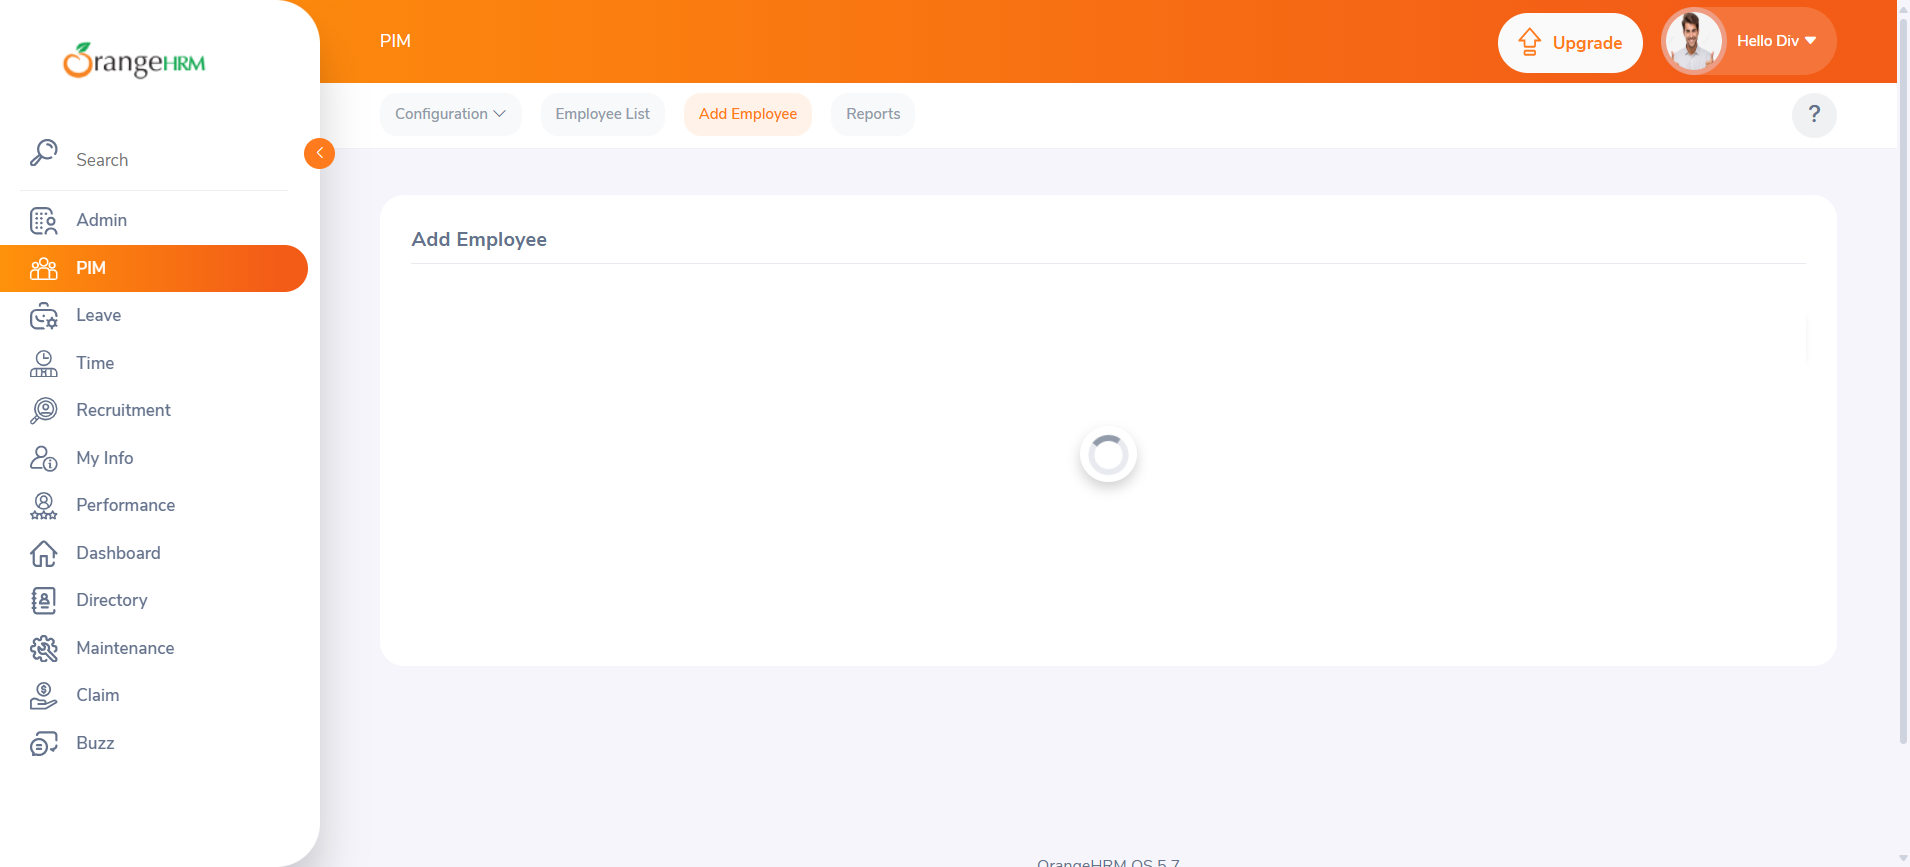 OrangeHRM
PIM
Upgrade
Hello Div
Configuration
Employee List
Add Employee
Reports
?
Search
Admin
PIM
Leave
Time
Recruitment
My Info
Performance
Dashboard
Directory
Maintenance
Claim
Buzz
Add Employee
OrangeHRM OS 5.7